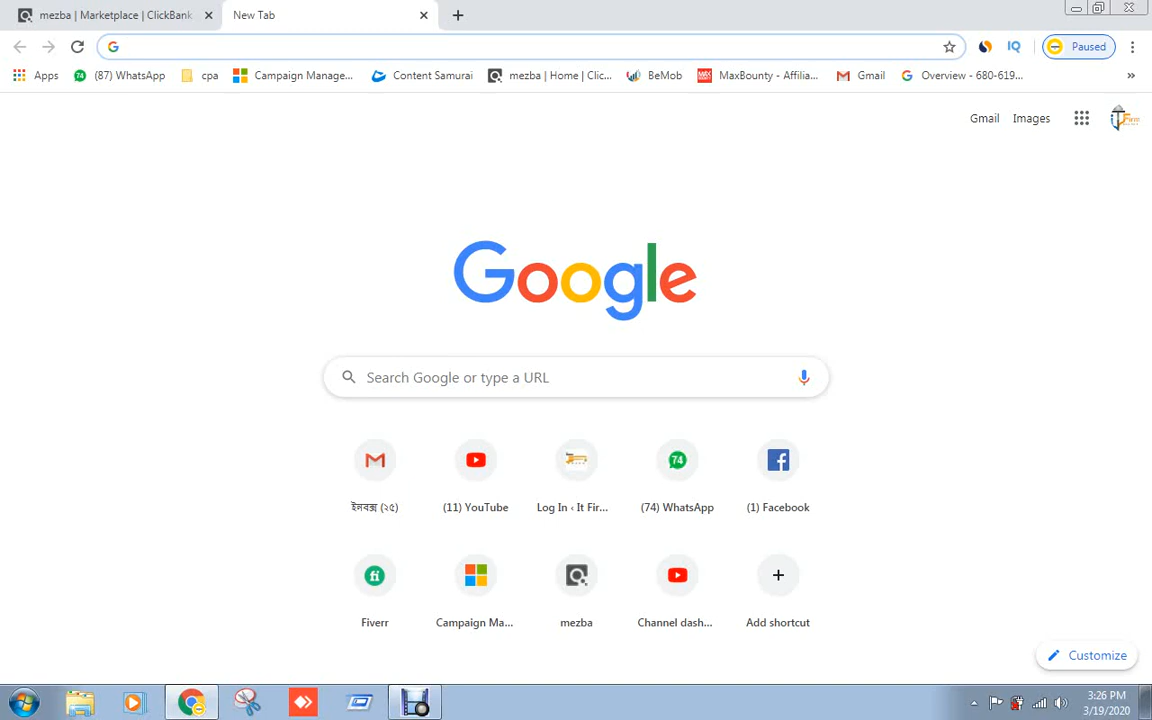 mezba | Marketplace | ClickBank
New Tab
Paused
Apps
(87) WhatsApp
cpa
Campaign Manage...
Content Samurai
mezba | Home | Clic...
BeMob
MaxBounty - Affilia...
Gmail
Overview - 680-619...
Gmail
Images
Google
Search Google or type a URL
ইনবক্স (২৫)
(11) YouTube
Log In ‹ It Fir...
(74) WhatsApp
(1) Facebook
Fiverr
Campaign Ma...
mezba
Channel dash...
Add shortcut
Customize
3:26 PM
3/19/2020